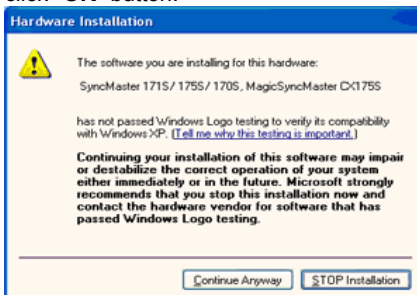 Hardware Installation
The software you are installing for this hardware:
SyncMaster 171S/ 175S/ 170S, MagicSyncMaster CX175S
has not passed Windows Logo testing to verify its compatibility
with Windows XP. (Tell me why this testing is important.)
Continuing your installation of this software may impair
or destabilize the correct operation of your system
either immediately or in the future. Microsoft strongly
recommends that you stop this installation now and
contact the hardware vendor for software that has
passed Windows Logo testing.
Continue Anyway STOP Installation